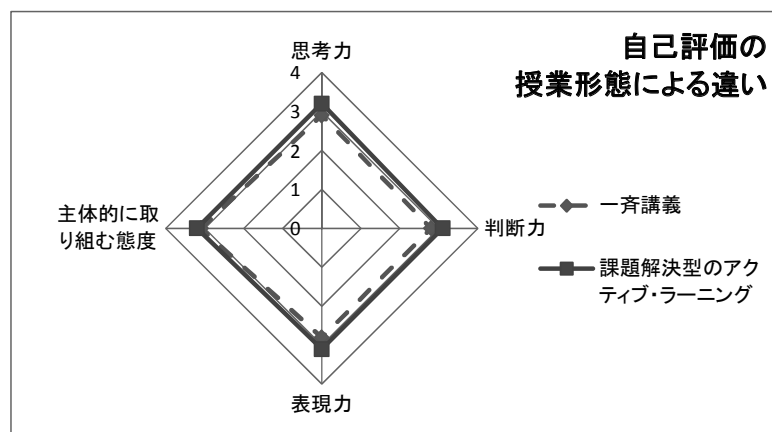 自己評価の
授業形態による違い
思考力
4
3
2
1
0
主体的に取
り組む態度
判断力
表現力
一斉講義
課題解決型のアク
ティブ・ラーニング